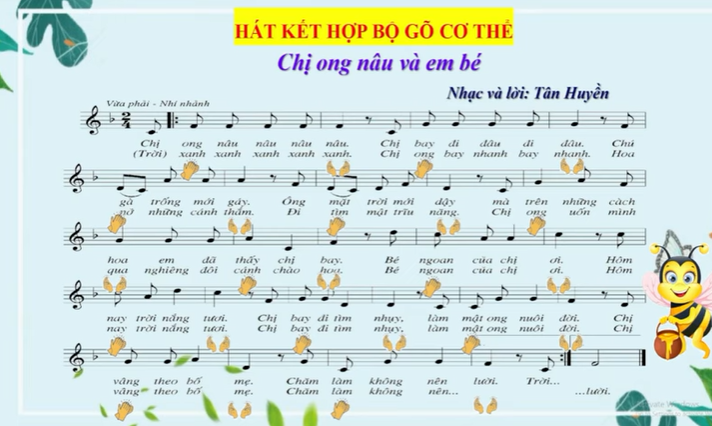 HÁT KẾT HỢP BỘ GÕ CƠ THỂ
Chị ong nâu và em bé
Nhạc và lời: Tân Huyền
Vừa phải - Nhí nhảnh
Chị ong nâu nâu nâu nâu. Chị bay đi đâu đi đâu. Chú
(Trời) xanh xanh xanh xanh xanh. Chị ong bay nhanh bay nhanh. Hoa
gà trống mới gáy. Ông mặt trời mới dậy mà trên những cách
nở những cánh thắm. Đi tìm mật trĩu nặng. Chị ong uốn mình
hoa em đã thấy chị bay. Bé ngoan của chị ơi. Hôm
qua nghiêng đôi cánh chào hoa. Bé ngoan của chị ơi. Hôm
nay trời nắng tươi. Chị bay đi tìm nhụy, làm mật ong nuôi đời. Chị
nay trời nắng tươi. Chị bay đi tìm nhụy, làm mật ong nuôi đời. Chị
vâng theo bố mẹ. Chăm làm không nên lười. Trời...
vâng theo bố mẹ. Chăm làm không nên... ...lười.